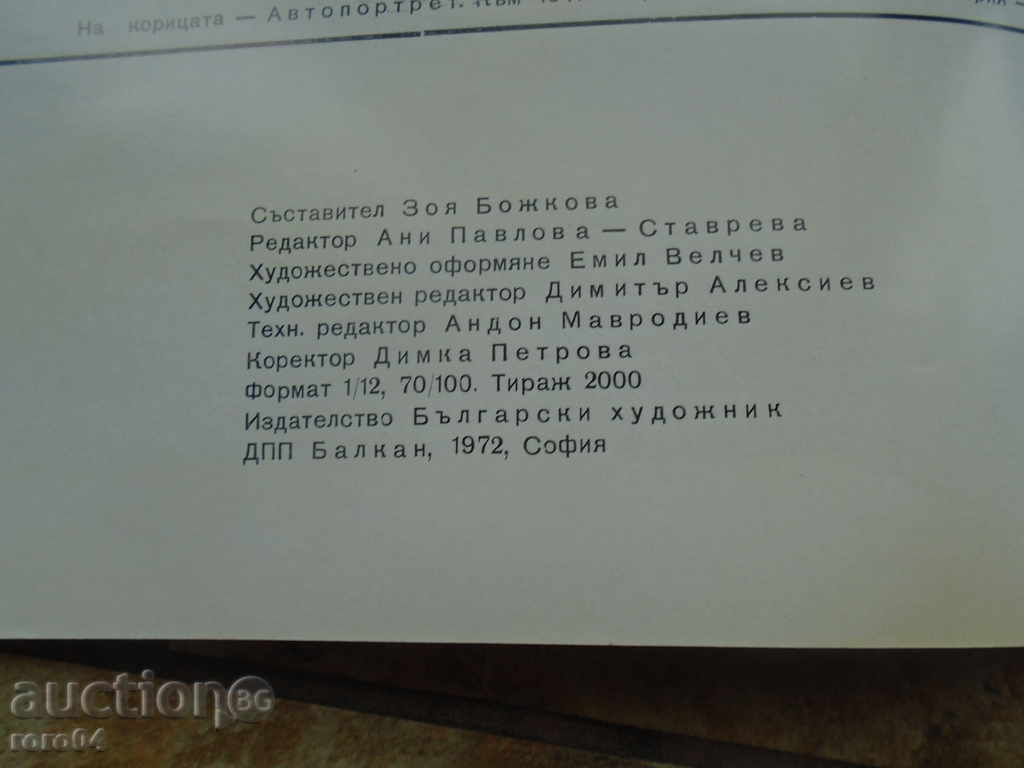 На корицата — Автопортрет. Към
Съставител Зоя Божкова
Редактор Ани Павлова — Ставрева
Художествено оформяне Емил Велчев
Художествен редактор Димитър Алексиев
Техн. редактор Андон Мавродиев
Коректор Димка Петрова
Формат 1/12, 70/100. Тираж 2000
Издателство Български художник
ДПП Балкан, 1972, София
auction BG
roro04